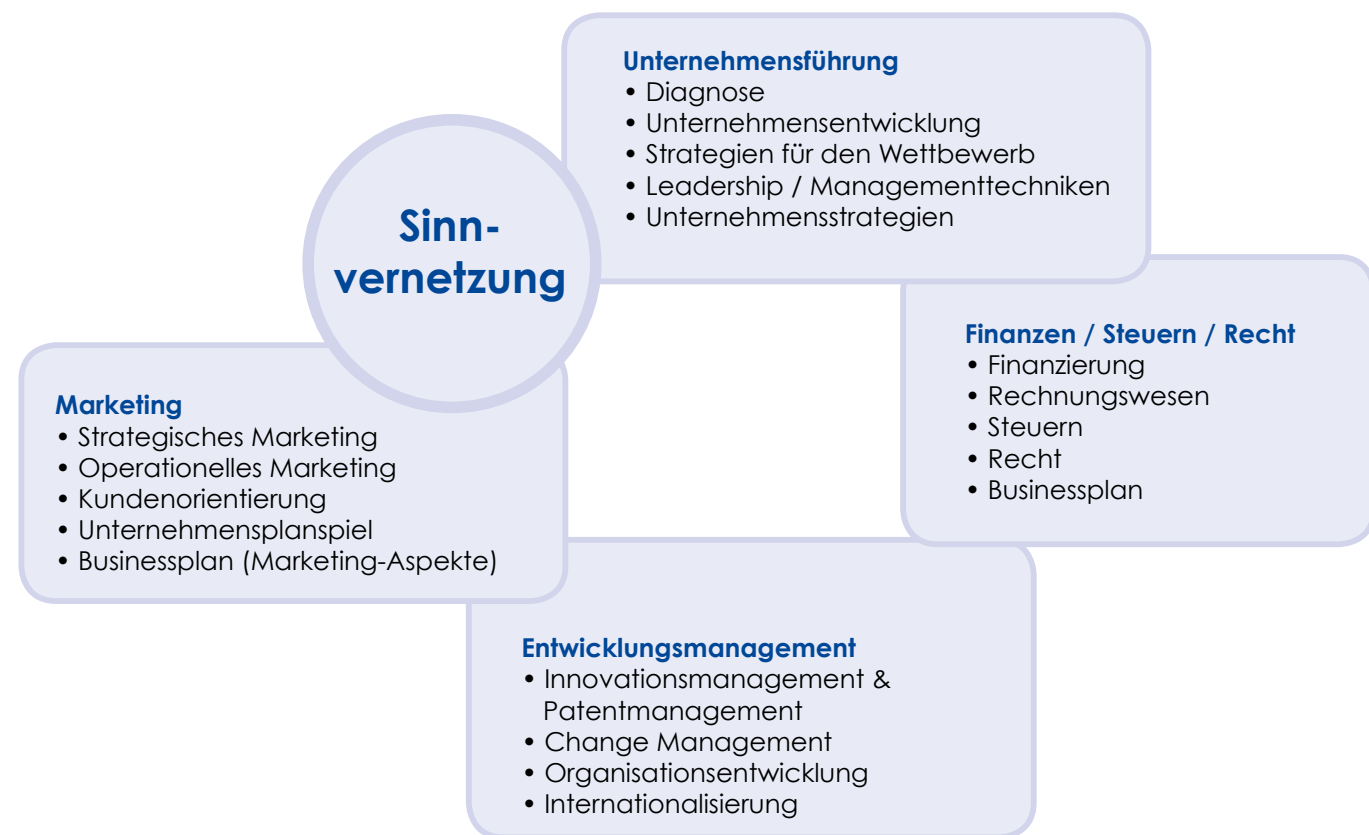 Unternehmensführung
• Diagnose
• Unternehmensentwicklung
• Strategien für den Wettbewerb
• Leadership / Managementtechniken
• Unternehmensstrategien
Sinn-
vernetzung
Finanzen / Steuern / Recht
• Finanzierung
• Rechnungswesen
• Steuern
• Recht
• Businessplan
Marketing
• Strategisches Marketing
• Operationelles Marketing
• Kundenorientierung
• Unternehmensplanspiel
• Businessplan (Marketing-Aspekte)
Entwicklungsmanagement
• Innovationsmanagement &
Patentmanagement
• Change Management
• Organisationsentwicklung
• Internationalisierung